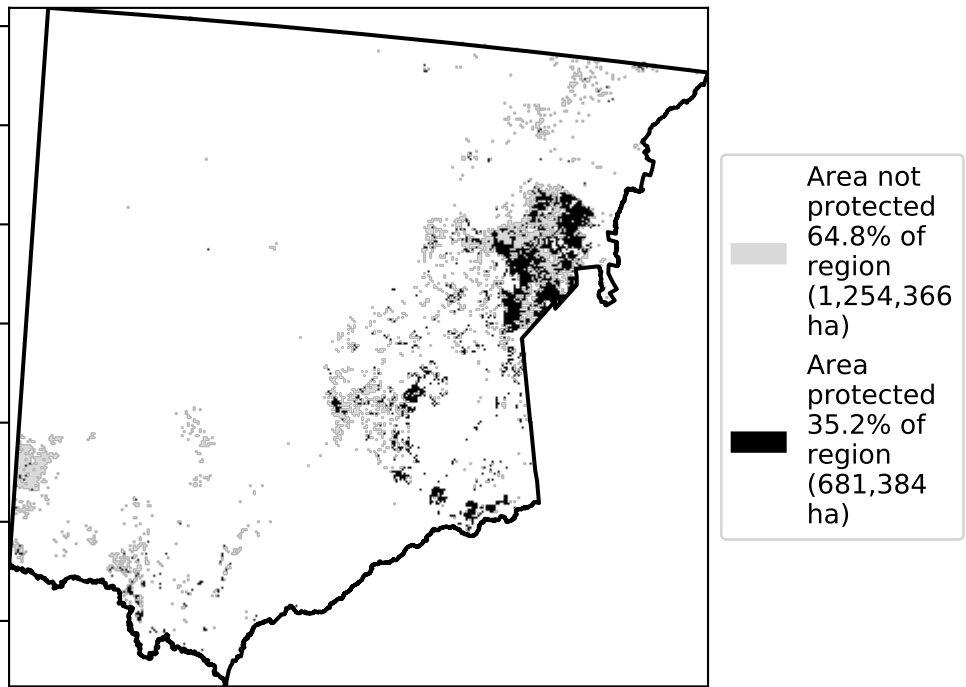 Area not
protected
64.8% of
region
(1,254,366
ha)
Area
protected
35.2% of
region
(681,384
ha)